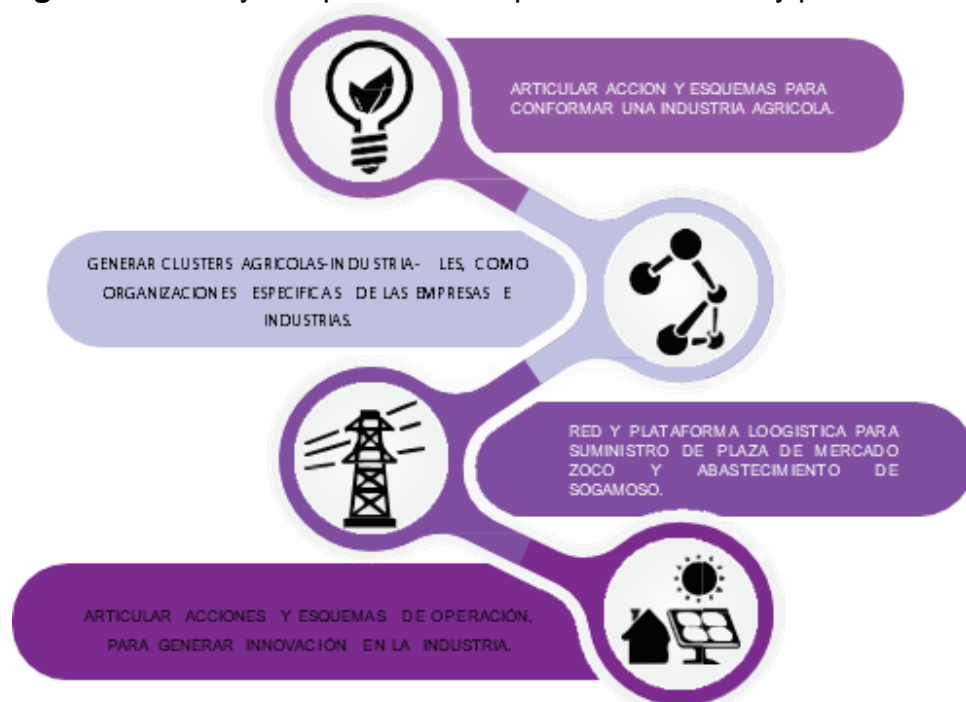 ARTICULAR ACCION Y ESQUEMAS PARA
CONFORMAR UNA INDUSTRIA AGRICOLA.
GENERAR CLUSTERS AGRICOLAS-INDUSTRIA- LES, COMO
ORGANIZACIONES ESPECIFICAS DE LAS EMPRESAS E
INDUSTRIAS.
RED Y PLATAFORMA LOOGISTICA PARA
SUMINISTRO DE PLAZA DE MERCADO
ZOCO Y ABASTECIMIENTO DE
SOGAMOSO.
ARTICULAR ACCIONES Y ESQUEMAS DE OPERACIÓN,
PARA GENERAR INNOVACIÓN EN LA INDUSTRIA.